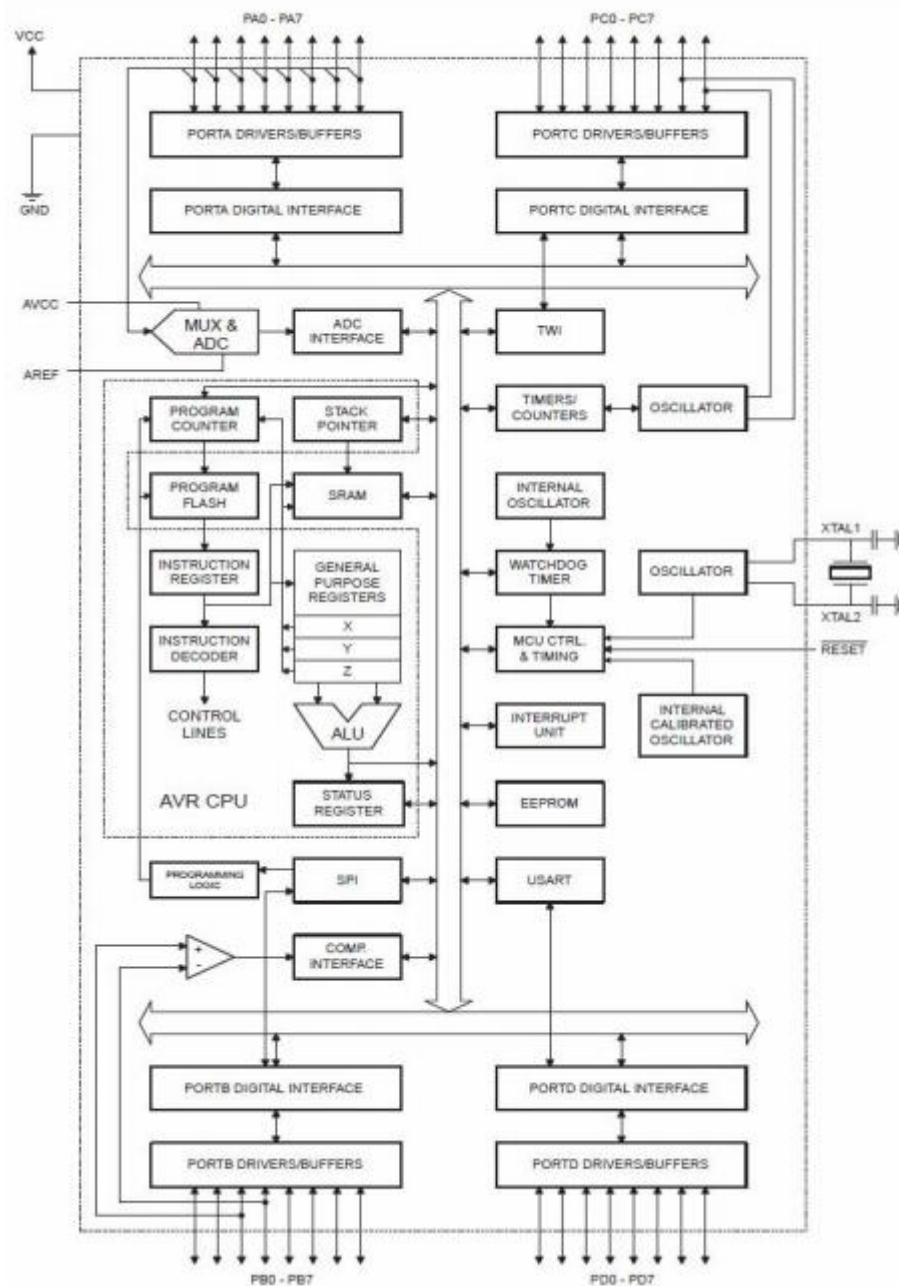 PA0 - PA7
PC0 - PC7
VCC
PORTA DRIVERS/BUFFERS
PORTC DRIVERS/BUFFERS
GND
PORTA DIGITAL INTERFACE
PORTC DIGITAL INTERFACE
AVCC
MUX &
ADC
ADC
INTERFACE
TWI
AREF
PROGRAM
COUNTER
STACK
POINTER
TIMERS/
COUNTERS
OSCILLATOR
PROGRAM
FLASH
SRAM
INTERNAL
OSCILLATOR
XTAL1
INSTRUCTION
REGISTER
GENERAL
PURPOSE
REGISTERS
WATCHDOG
TIMER
OSCILLATOR
XTAL2
X
INSTRUCTION
DECODER
Y
MCU CTRL.
& TIMING
RESET
Z
CONTROL
LINES
ALU
INTERRUPT
UNIT
INTERNAL
CALIBRATED
OSCILLATOR
AVR CPU
STATUS
REGISTER
EEPROM
PROGRAMMING
LOGIC
SPI
USART
+
-
COMP.
INTERFACE
PORTB DIGITAL INTERFACE
PORTD DIGITAL INTERFACE
PORTB DRIVERS/BUFFERS
PORTD DRIVERS/BUFFERS
PB0 - PB7
PD0 - PD7